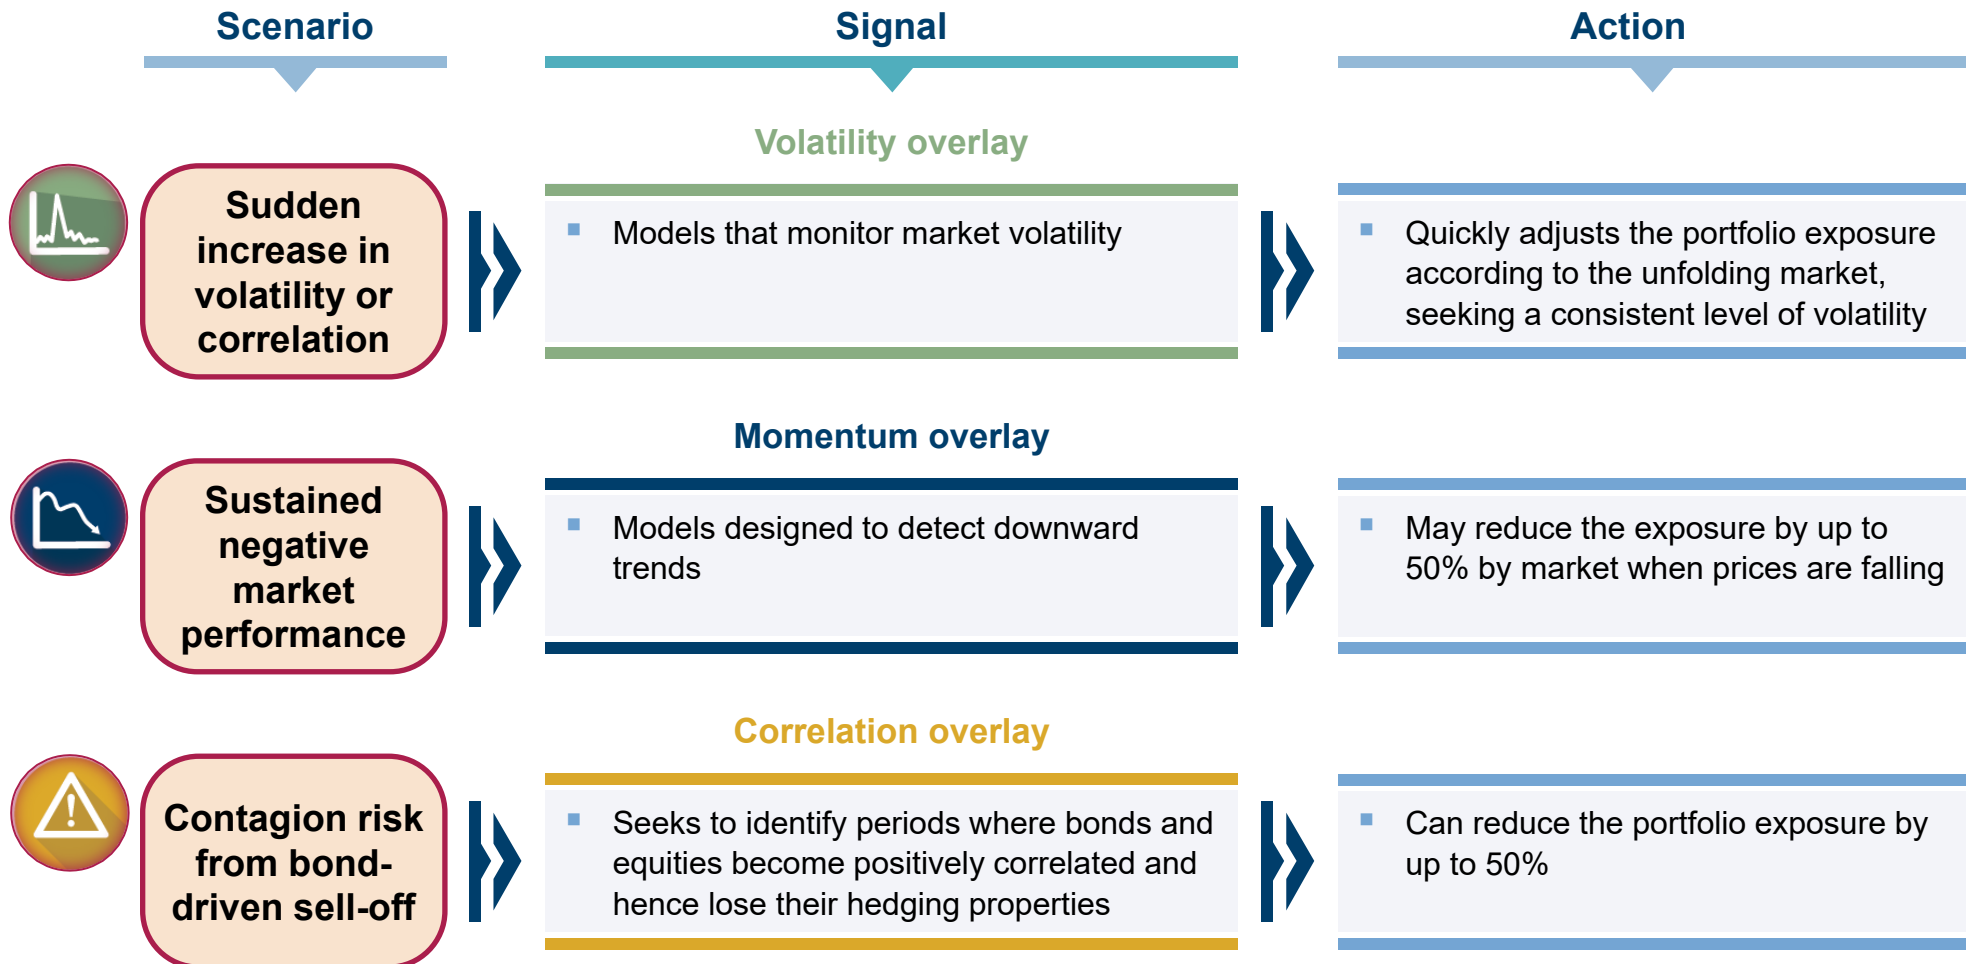 Scenario
Signal
Action
Volatility overlay
Sudden
increase in
volatility or
correlation
▪ Models that monitor market volatility
▪ Quickly adjusts the portfolio exposure
according to the unfolding market,
seeking a consistent level of volatility
Momentum overlay
Sustained
negative
market
performance
▪ Models designed to detect downward
trends
▪ May reduce the exposure by up to
50% by market when prices are falling
Correlation overlay
Contagion risk
from bond-
driven sell-off
▪ Seeks to identify periods where bonds and
equities become positively correlated and
hence lose their hedging properties
▪ Can reduce the portfolio exposure by
up to 50%